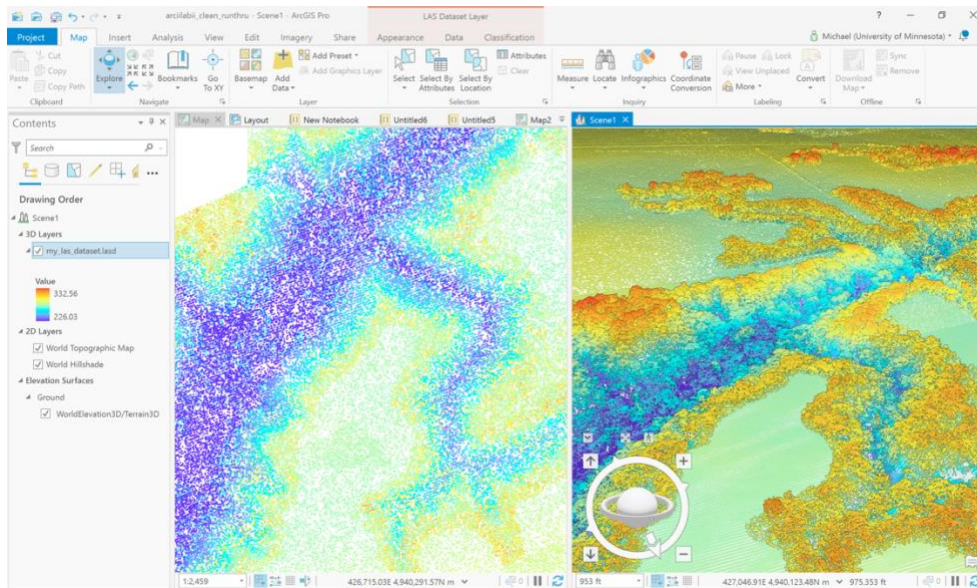 arciilabii_clean_runthru - Scene1 - ArcGIS Pro
LAS Dataset Layer
?
Project Map Insert Analysis View Edit Imagery Share Appearance Data Classification
Michael (University of Minnesota)
Paste
Cut
Copy
Copy Path
Clipboard
Explore
Bookmarks
Go To XY
Navigate
Basemap
Add Data
Add Preset
Add Graphics Layer
Layer
Select
Select By Attributes
Select By Location
Attributes
Clear
Selection
Measure
Locate
Infographics
Coordinate Conversion
Inquiry
Pause
Lock
View Unplaced
More
Convert
Labeling
Download Map
Sync
Remove
Offline
Contents
Search
Drawing Order
Scene1
3D Layers
my_las_dataset.lasd
Value
332.56
226.03
2D Layers
World Topographic Map
World Hillshade
Elevation Surfaces
Ground
WorldElevation3D/Terrain3D
Map
Layout
New Notebook
Untitled6
Untitled5
Map2
Scene1
1:2,459
426,715.03E 4,940,291.57N m
0
953 ft
427,046.91E 4,940,123.48N m
975.353 ft
0